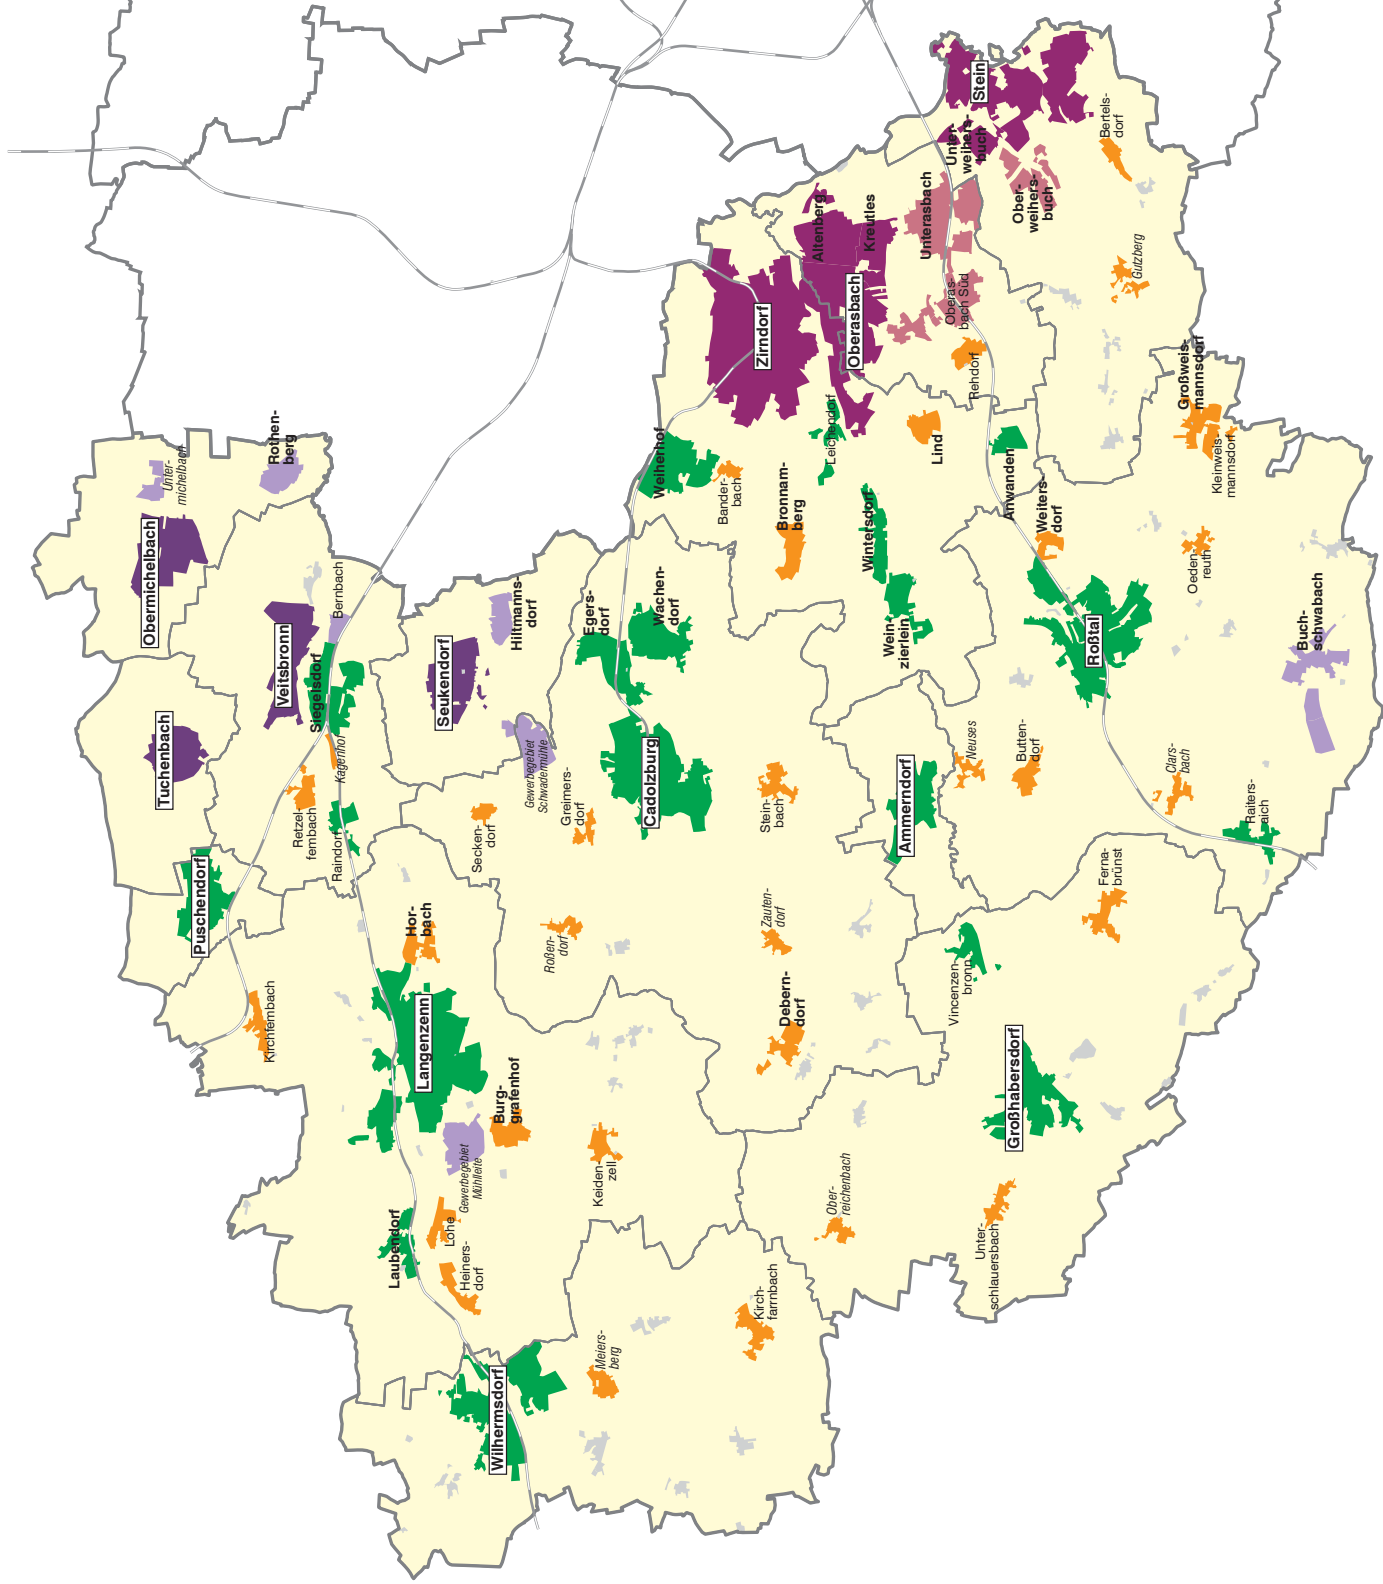 Obermichelbach
Unter-
michelbach
Rothen-
berg
Tuchenbach
Veitsbronn
Siegelsdorf
Bernbach
Kagenhof
Retzel-
fembach
Raindorf
Puschendorf
Kirchfembach
Seukendorf
Hiltmanns-
dorf
Gewerbegebiet
Schwadermühle
Egers-
dorf
Wachen-
dorf
Cadolzburg
Greimers-
dorf
Secken-
dorf
Roßen-
dorf
Stein-
bach
Zauten-
dorf
Debern-
dorf
Hor-
bach
Langenzenn
Burg-
grafenhof
Gewerbegebiet
Mühlleite
Keiden-
zell
Laubendorf
Lohe
Heiners-
dorf
Wilhermsdorf
Meiers-
berg
Kirch-
farrnbach
Ober-
reichenbach
Unter-
schlauersbach
Großhabersdorf
Vincenzen-
bronn
Ferna-
brünst
Ammerndorf
Neuses
Butten-
dorf
Clars-
bach
Raiters-
aich
Roßtal
Buch-
schwabach
Oeden-
reuth
Weiters-
dorf
Anwanden
Großweis-
mannsdorf
Kleinweis-
mannsdorf
Wein-
zierlein
Wintersdorf
Bronnam-
berg
Bander-
bach
Weiherhof
Leichendorf
Lind
Rehdorf
Zirndorf
Oberasbach
Altenberg
Kreutles
Unterasbach
Oberas-
bach Süd
Unter-
weihers-
buch
Ober-
weihers-
buch
Stein
Bertels-
dorf
Gutzberg